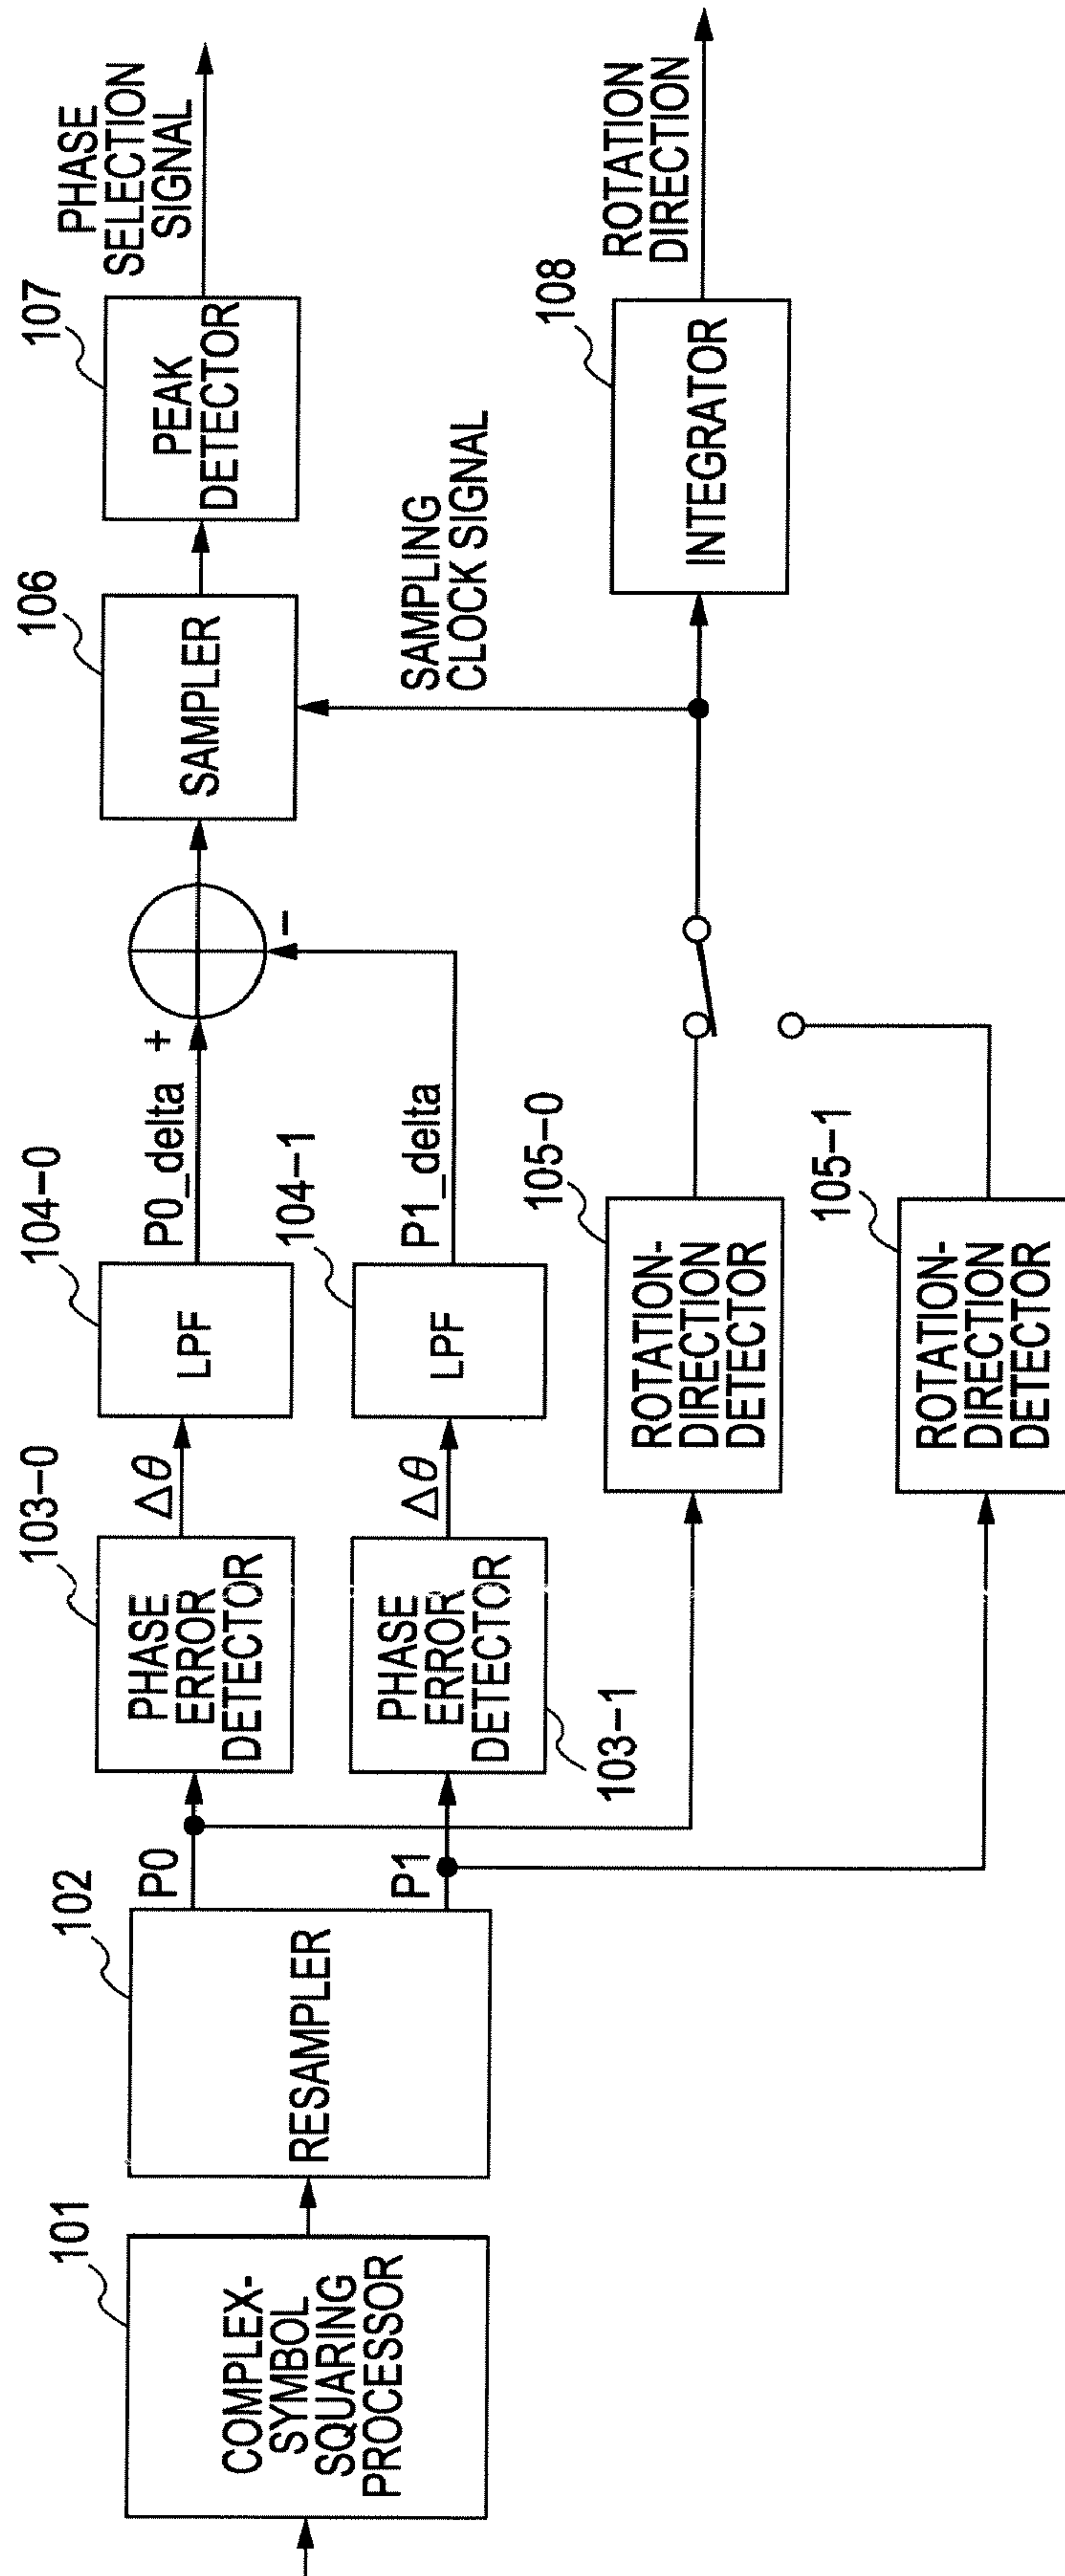 101
COMPLEX-
SYMBOL
SQUARING
PROCESSOR
102
RESAMPLER
P0
P1
103–0
PHASE
ERROR
DETECTOR
Δθ
103–1
PHASE
ERROR
DETECTOR
Δθ
104–0
LPF
P0_delta
+
104–1
LPF
P1_delta
−
105–0
ROTATION-
DIRECTION
DETECTOR
105–1
ROTATION-
DIRECTION
DETECTOR
106
SAMPLER
SAMPLING
CLOCK SIGNAL
107
PEAK
DETECTOR
PHASE
SELECTION
SIGNAL
108
INTEGRATOR
ROTATION
DIRECTION